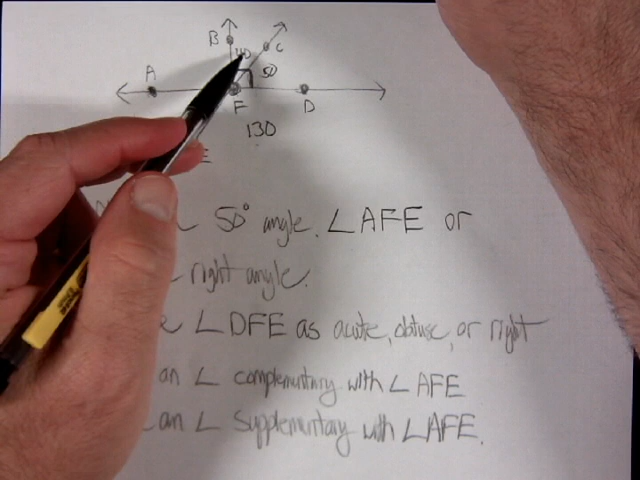 B
C
40
50
A
F
D
130
E
50° angle. ∠AFE or
right angle.
∠DFE as acute, obtuse, or right
an ∠ complementary with ∠AFE
an ∠ supplementary with ∠AFE.